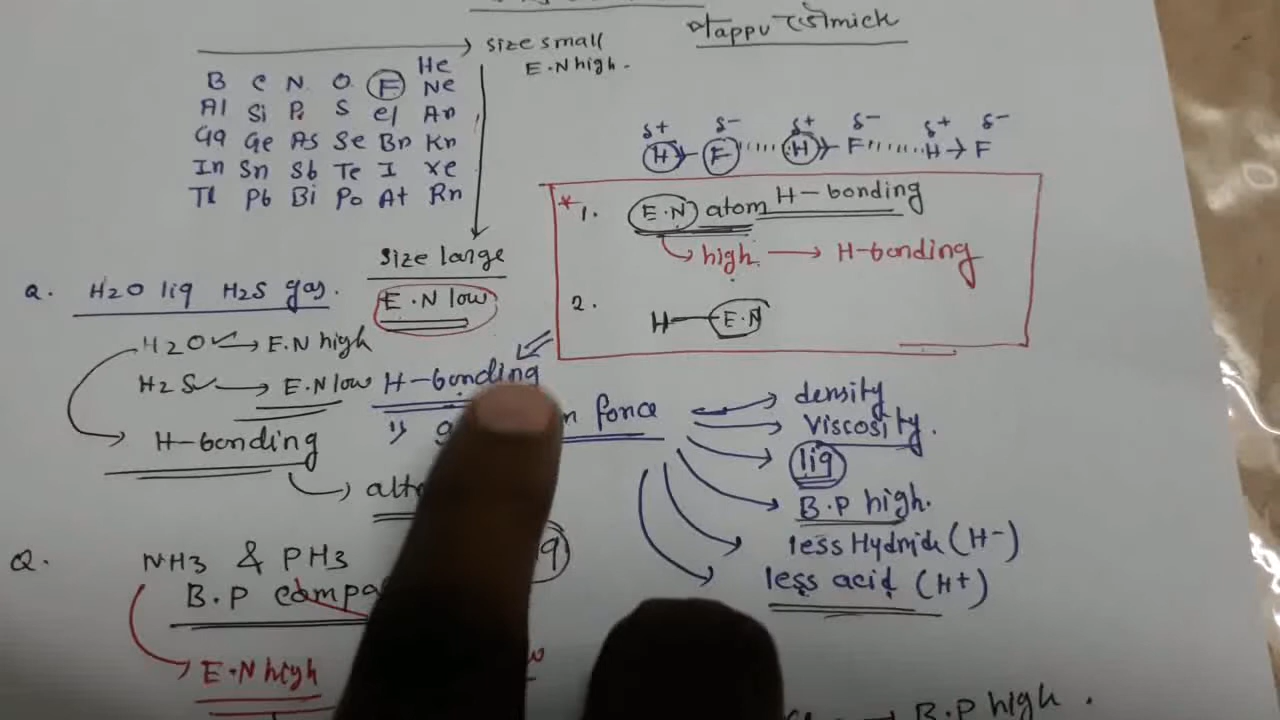 size small
E.N high.
He
B C N O F Ne
Al Si P S Cl Ar
Ga Ge As Se Br Kr
In Sn Sb Te I Xe
Tl Pb Bi Po At Rn
size large
E.N low
δ+ δ- δ+ δ- δ+ δ-
H F H F H → F
* 1. E.N atom H-bonding
high → H-bonding
2. H—E.N
Q. H2O liq H2S gas.
H2O → E.N high
H2S → E.N low
H-bonding
H-bonding
force
density
viscosity.
liq
B.P high.
less Hydride (H-)
less acid (H+)
Q. NH3 & PH3
B.P
E.N high
→ B.P high.